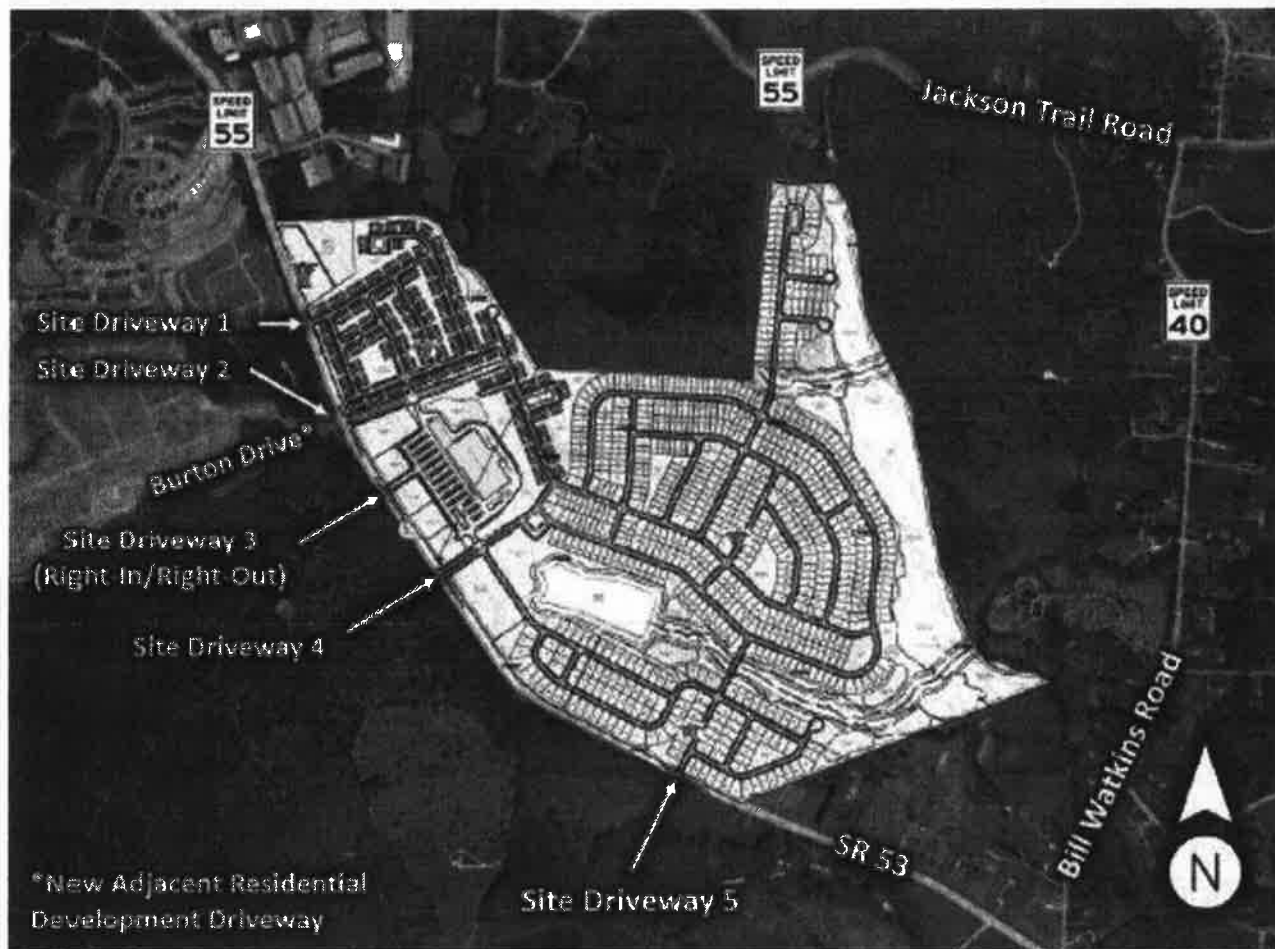 SPEED
LIMIT
55
SPEED
LIMIT
55
Jackson Trail Road
SPEED
LIMIT
40
Site Driveway 1
Site Driveway 2
Burton Drive*
Site Driveway 3
(Right In/Right Out)
Site Driveway 4
Bill Watkins Road
SR 53
Site Driveway 5
*New Adjacent Residential
Development Driveway
N